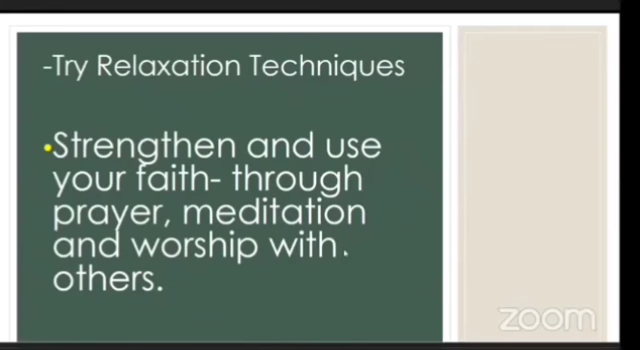 -Try Relaxation Techniques
•Strengthen and use
your faith- through
prayer, meditation
and worship with.
others.
zoom